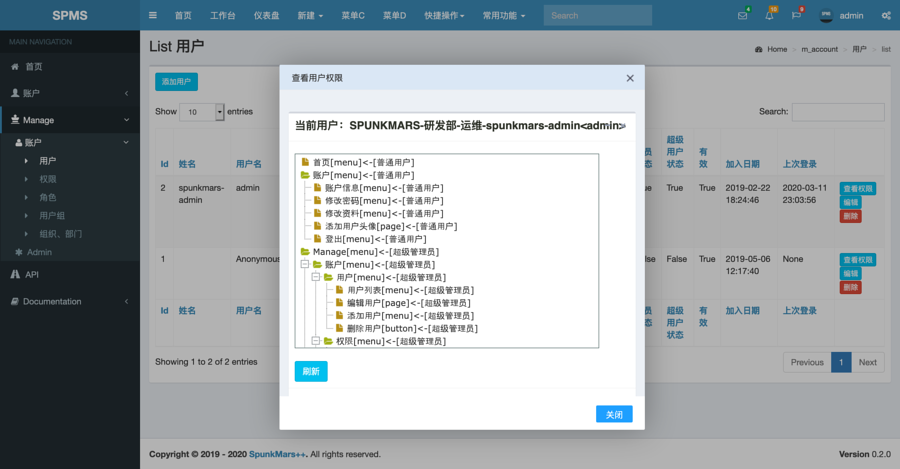 SPMS
首页 工作台 仪表盘 新建 菜单C 菜单D 快捷操作 常用功能 Search 4 10 9 admin
MAIN NAVIGATION
首页
账户
Manage
账户
用户
权限
角色
用户组
组织、部门
Admin
API
Documentation
List 用户
Home > m_account > 用户 > list
添加用户
Show 10 entries
Search:
Id 姓名 用户名 员 态 超级用户状态 有效 加入日期 上次登录
2 spunkmars-admin admin True True 2019-02-22 18:24:46 2020-03-11 23:03:56 查看权限 编辑 删除
1 Anonymous False True 2019-05-06 12:17:40 None 查看权限 编辑 删除
Id 姓名 用户名 员 态 超级用户状态 有效 加入日期 上次登录
Showing 1 to 2 of 2 entries
Previous 1 Next
查看用户权限 ×
当前用户：SPUNKMARS-研发部-运维-spunkmars-admin<admin>
首页[menu]<-[普通用户]
账户[menu]<-[普通用户]
账户信息[menu]<-[普通用户]
修改密码[menu]<-[普通用户]
修改资料[menu]<-[普通用户]
添加用户头像[page]<-[普通用户]
登出[menu]<-[普通用户]
Manage[menu]<-[超级管理员]
账户[menu]<-[超级管理员]
用户[menu]<-[超级管理员]
用户列表[menu]<-[超级管理员]
编辑用户[page]<-[超级管理员]
添加用户[menu]<-[超级管理员]
删除用户[button]<-[超级管理员]
权限[menu]<-[超级管理员]
刷新
关闭
Copyright © 2019 - 2020 SpunkMars++. All rights reserved.
Version 0.2.0